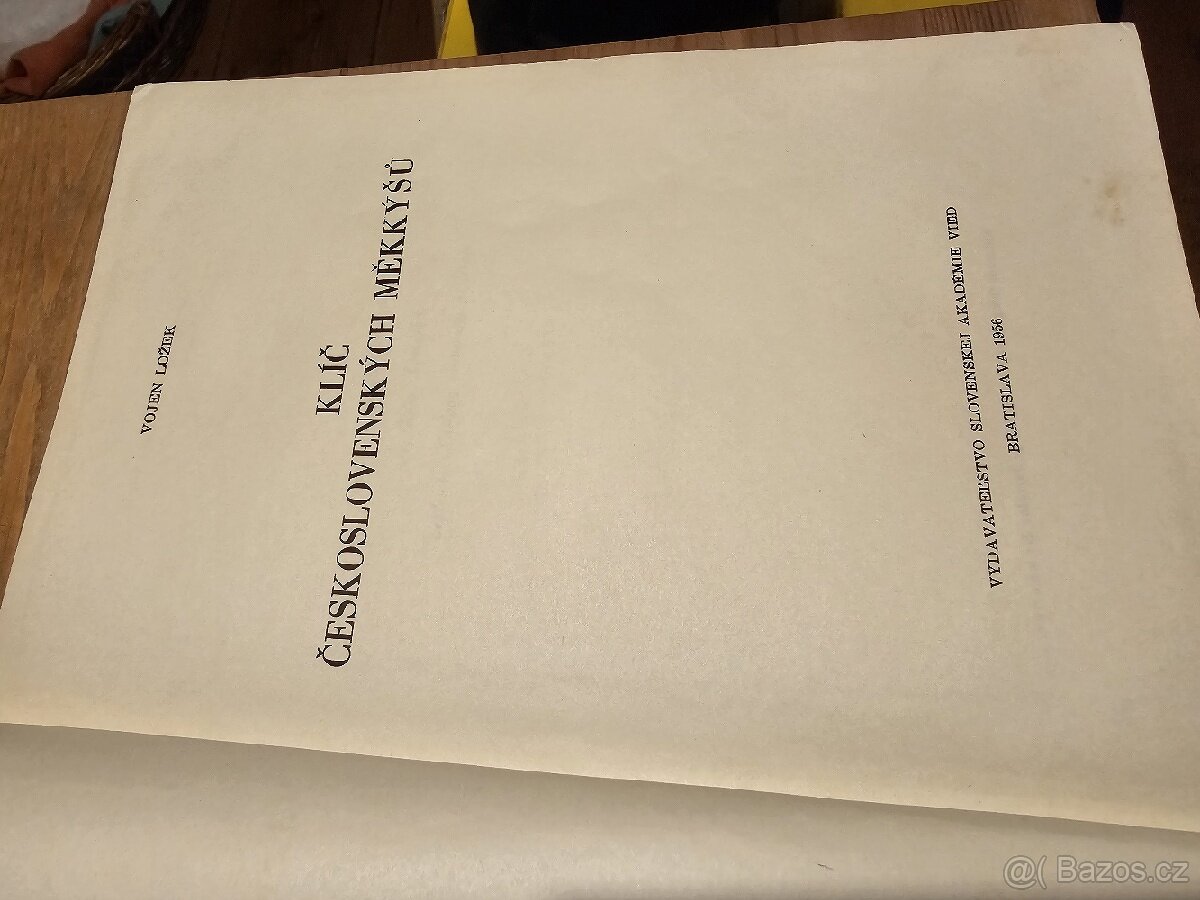 VOJEN LOŽEK
KLÍČ
ČESKOSLOVENSKÝCH MĚKKÝŠŮ
VYDAVATEĽSTVO SLOVENSKEJ AKADÉMIE VIED
BRATISLAVA 1956
@( Bazos.cz